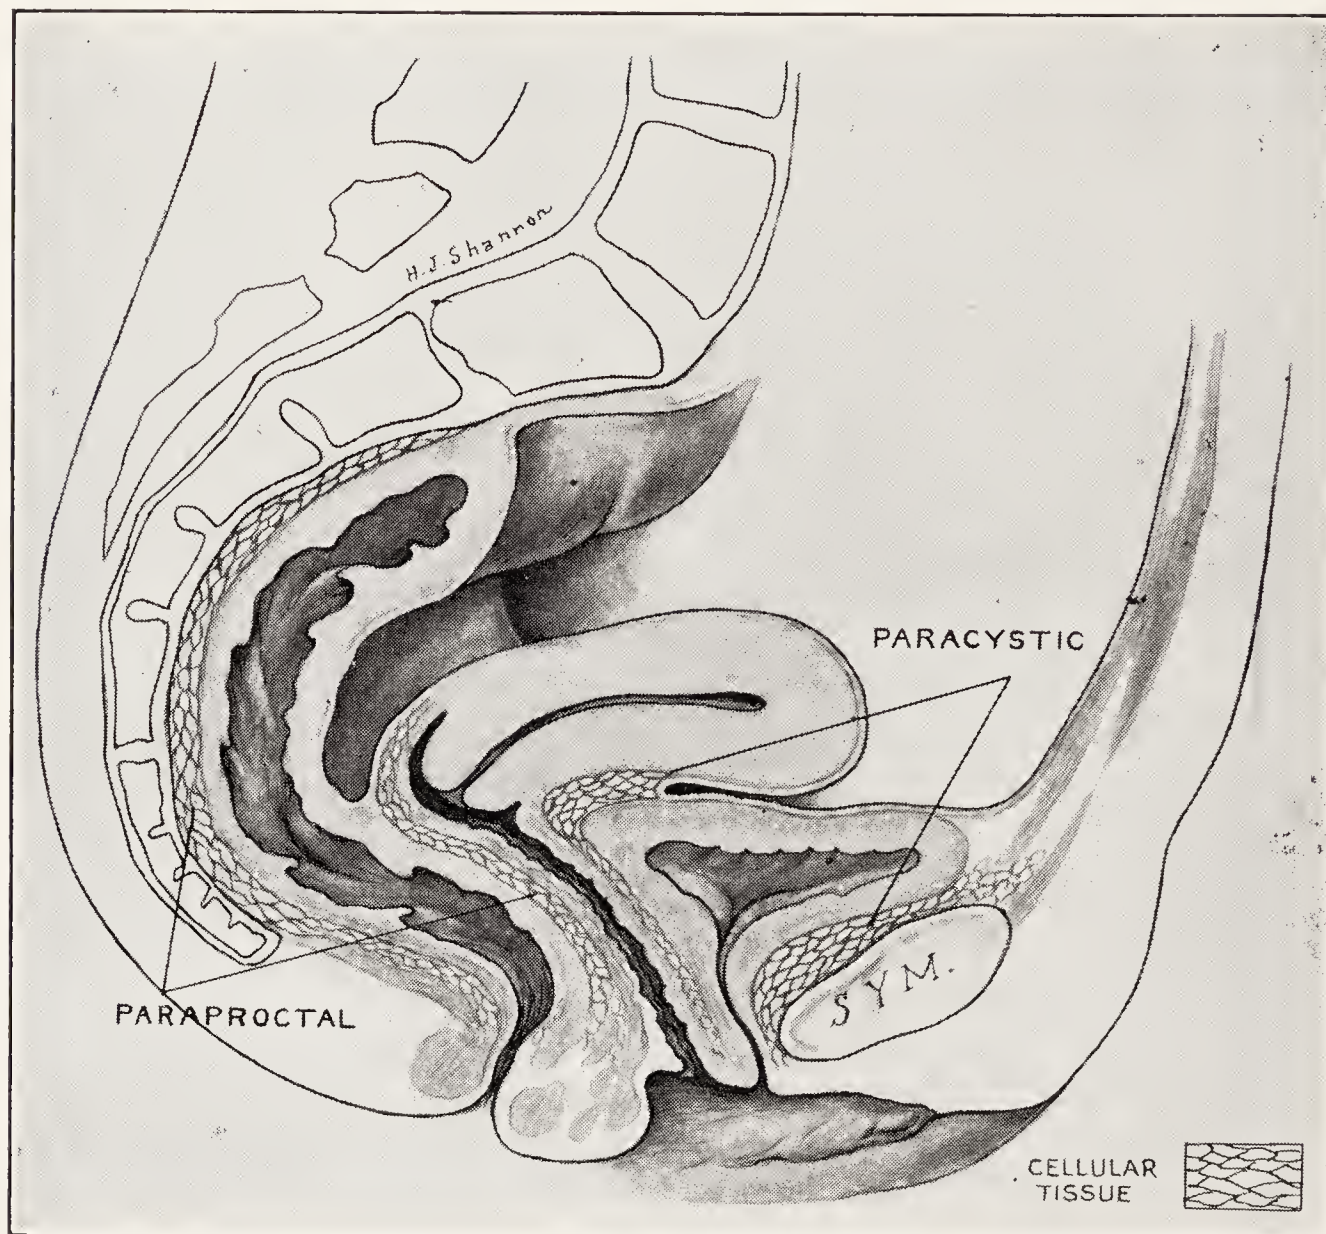 H. J. Shannon
PARACYSTIC
SYM.
PARAPROCTAL
CELLULAR
TISSUE